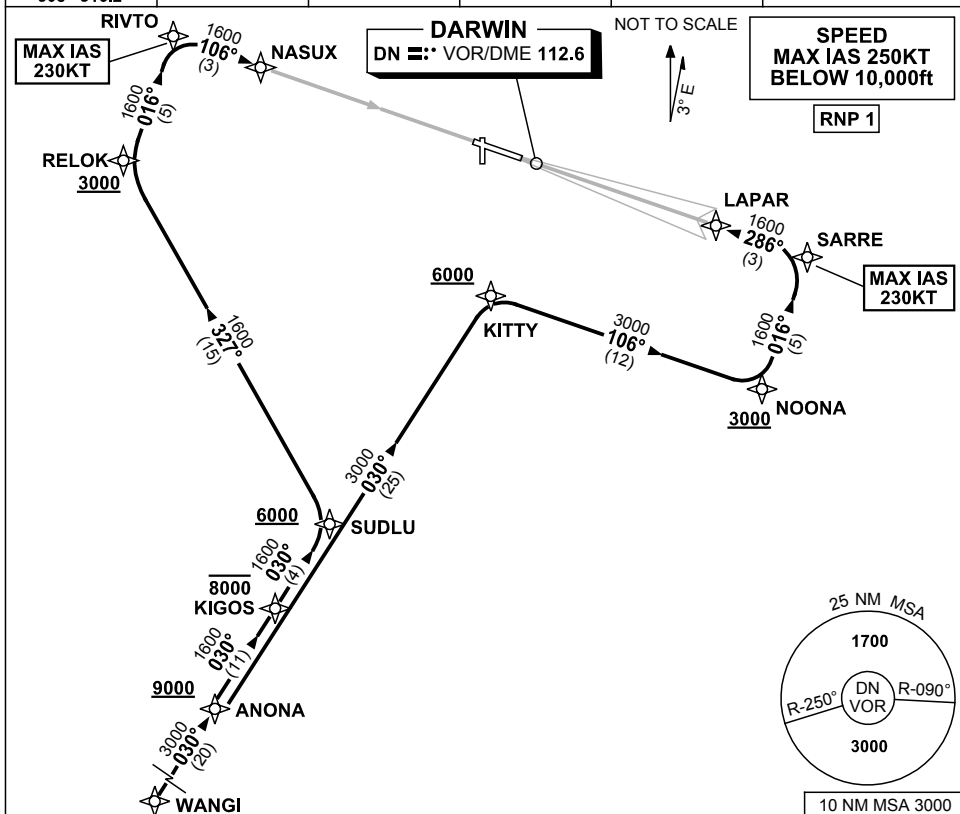 RIVTO
MAX IAS
230KT
1600
106°
(3)
NASUX
DARWIN
DN VOR/DME 112.6
NOT TO SCALE
3° E
SPEED
MAX IAS 250KT
BELOW 10,000ft
RNP 1
1600
016°
(5)
RELOK
3000
LAPAR
1600
286°
(3)
SARRE
MAX IAS
230KT
6000
KITTY
3000
106°
(12)
1600
016°
(5)
NOONA
3000
1600
327°
(15)
3000
030°
(25)
6000
SUDLU
1600
030°
(4)
8000
KIGOS
1600
030°
(11)
9000
ANONA
3000
030°
(20)
WANGI
25 NM MSA
1700
R-250°
DN
VOR
R-090°
3000
10 NM MSA 3000